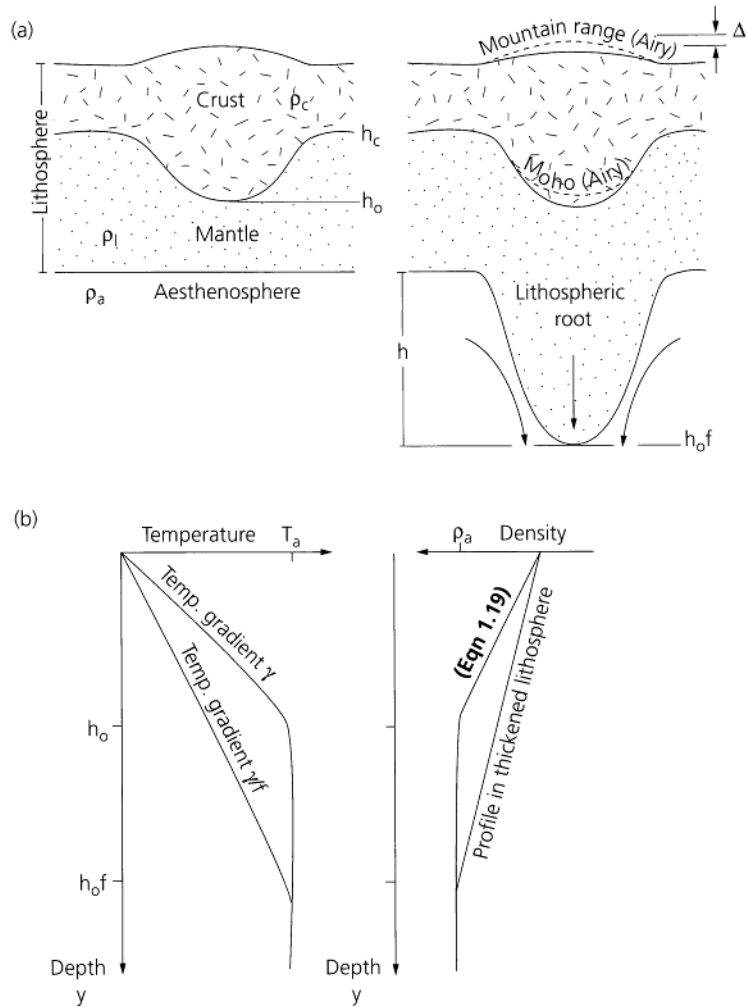 (a)
Lithosphere
Crust
ρc
hc
ho
ρl
Mantle
ρa
Aesthenosphere
Mountain range (Airy)
Δ
Moho (Airy)
Lithospheric
root
h
hof
(b)
Temperature
Ta
Temp. gradient γ
Temp. gradient γ/f
ho
hof
Depth
y
ρa
Density
(Eqn 1.19)
Profile in thickened lithosphere
Depth
y